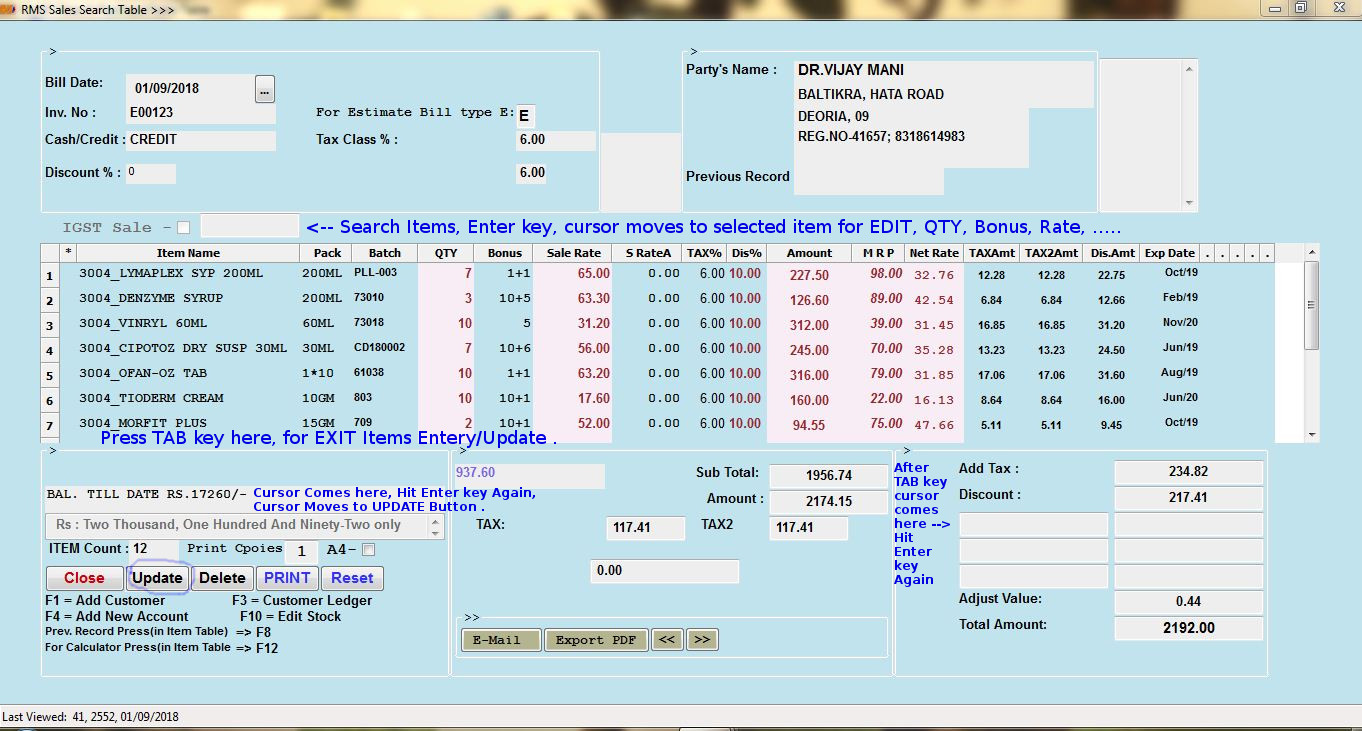 RMS Sales Search Table >>>
>
Bill Date: 01/09/2018 ...
Inv. No : E00123
For Estimate Bill type E: E
Cash/Credit : CREDIT
Tax Class % : 6.00
Discount % : 0
6.00
>
Party's Name : DR.VIJAY MANI
BALTIKRA, HATA ROAD
DEORIA, 09
REG.NO-41657; 8318614983
Previous Record
IGST Sale -
<-- Search Items, Enter key, cursor moves to selected item for EDIT, QTY, Bonus, Rate, .....
* Item Name Pack Batch QTY Bonus Sale Rate S RateA TAX% Dis% Amount M R P Net Rate TAXAmt TAX2Amt Dis.Amt Exp Date . . . . .
1 3004_LYMAPLEX SYP 200ML 200ML PLL-003 7 1+1 65.00 0.00 6.00 10.00 227.50 98.00 32.76 12.28 12.28 22.75 Oct/19
2 3004_DENZYME SYRUP 200ML 73010 3 10+5 63.30 0.00 6.00 10.00 126.60 89.00 42.54 6.84 6.84 12.66 Feb/19
3 3004_VINRYL 60ML 60ML 73018 10 5 31.20 0.00 6.00 10.00 312.00 39.00 31.45 16.85 16.85 31.20 Nov/20
4 3004_CIPOTOZ DRY SUSP 30ML 30ML CD180002 7 10+6 56.00 0.00 6.00 10.00 245.00 70.00 35.28 13.23 13.23 24.50 Jun/19
5 3004_OFAN-OZ TAB 1*10 61038 10 1+1 63.20 0.00 6.00 10.00 316.00 79.00 31.85 17.06 17.06 31.60 Aug/19
6 3004_TIODERM CREAM 10GM 803 10 10+1 17.60 0.00 6.00 10.00 160.00 22.00 16.13 8.64 8.64 16.00 Jun/20
7 3004_MORFIT PLUS 15GM 709 2 10+1 52.00 0.00 6.00 10.00 94.55 75.00 47.66 5.11 5.11 9.45 Oct/19
Press TAB key here, for EXIT Items Entery/Update .
>
BAL. TILL DATE RS.17260/-
Cursor Comes here, Hit Enter key Again,
Cursor Moves to UPDATE Button .
Rs : Two Thousand, One Hundred And Ninety-Two only
ITEM Count : 12 Print Cpoies 1 A4-
Close Update Delete PRINT Reset
F1 = Add Customer F3 = Customer Ledger
F4 = Add New Account F10 = Edit Stock
Prev. Record Press(in Item Table) => F8
For Calculator Press(in Item Table => F12
>
937.60
Sub Total: 1956.74
Amount : 2174.15
TAX: 117.41 TAX2 117.41
0.00
>>
E-Mail Export PDF << >>
>
After
TAB key
cursor
comes
here -->
Hit
Enter
key
Again
Add Tax : 234.82
Discount : 217.41
Adjust Value: 0.44
Total Amount: 2192.00
Last Viewed: 41, 2552, 01/09/2018